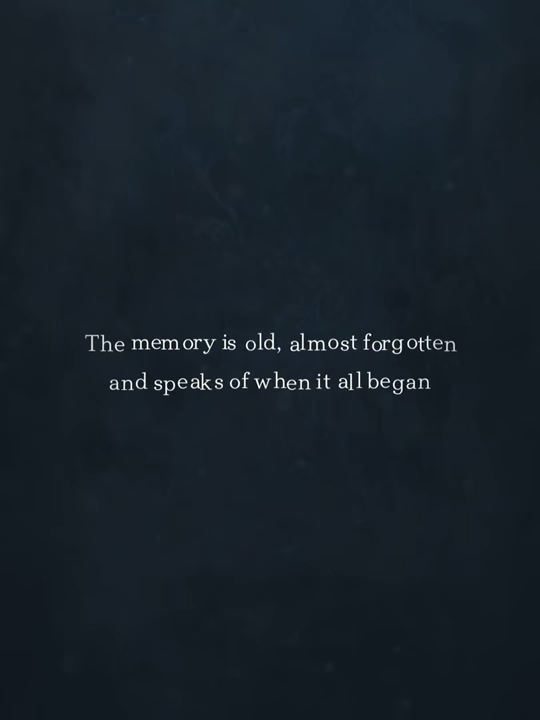 The memory is old, almost forgotten
and speaks of when it all began